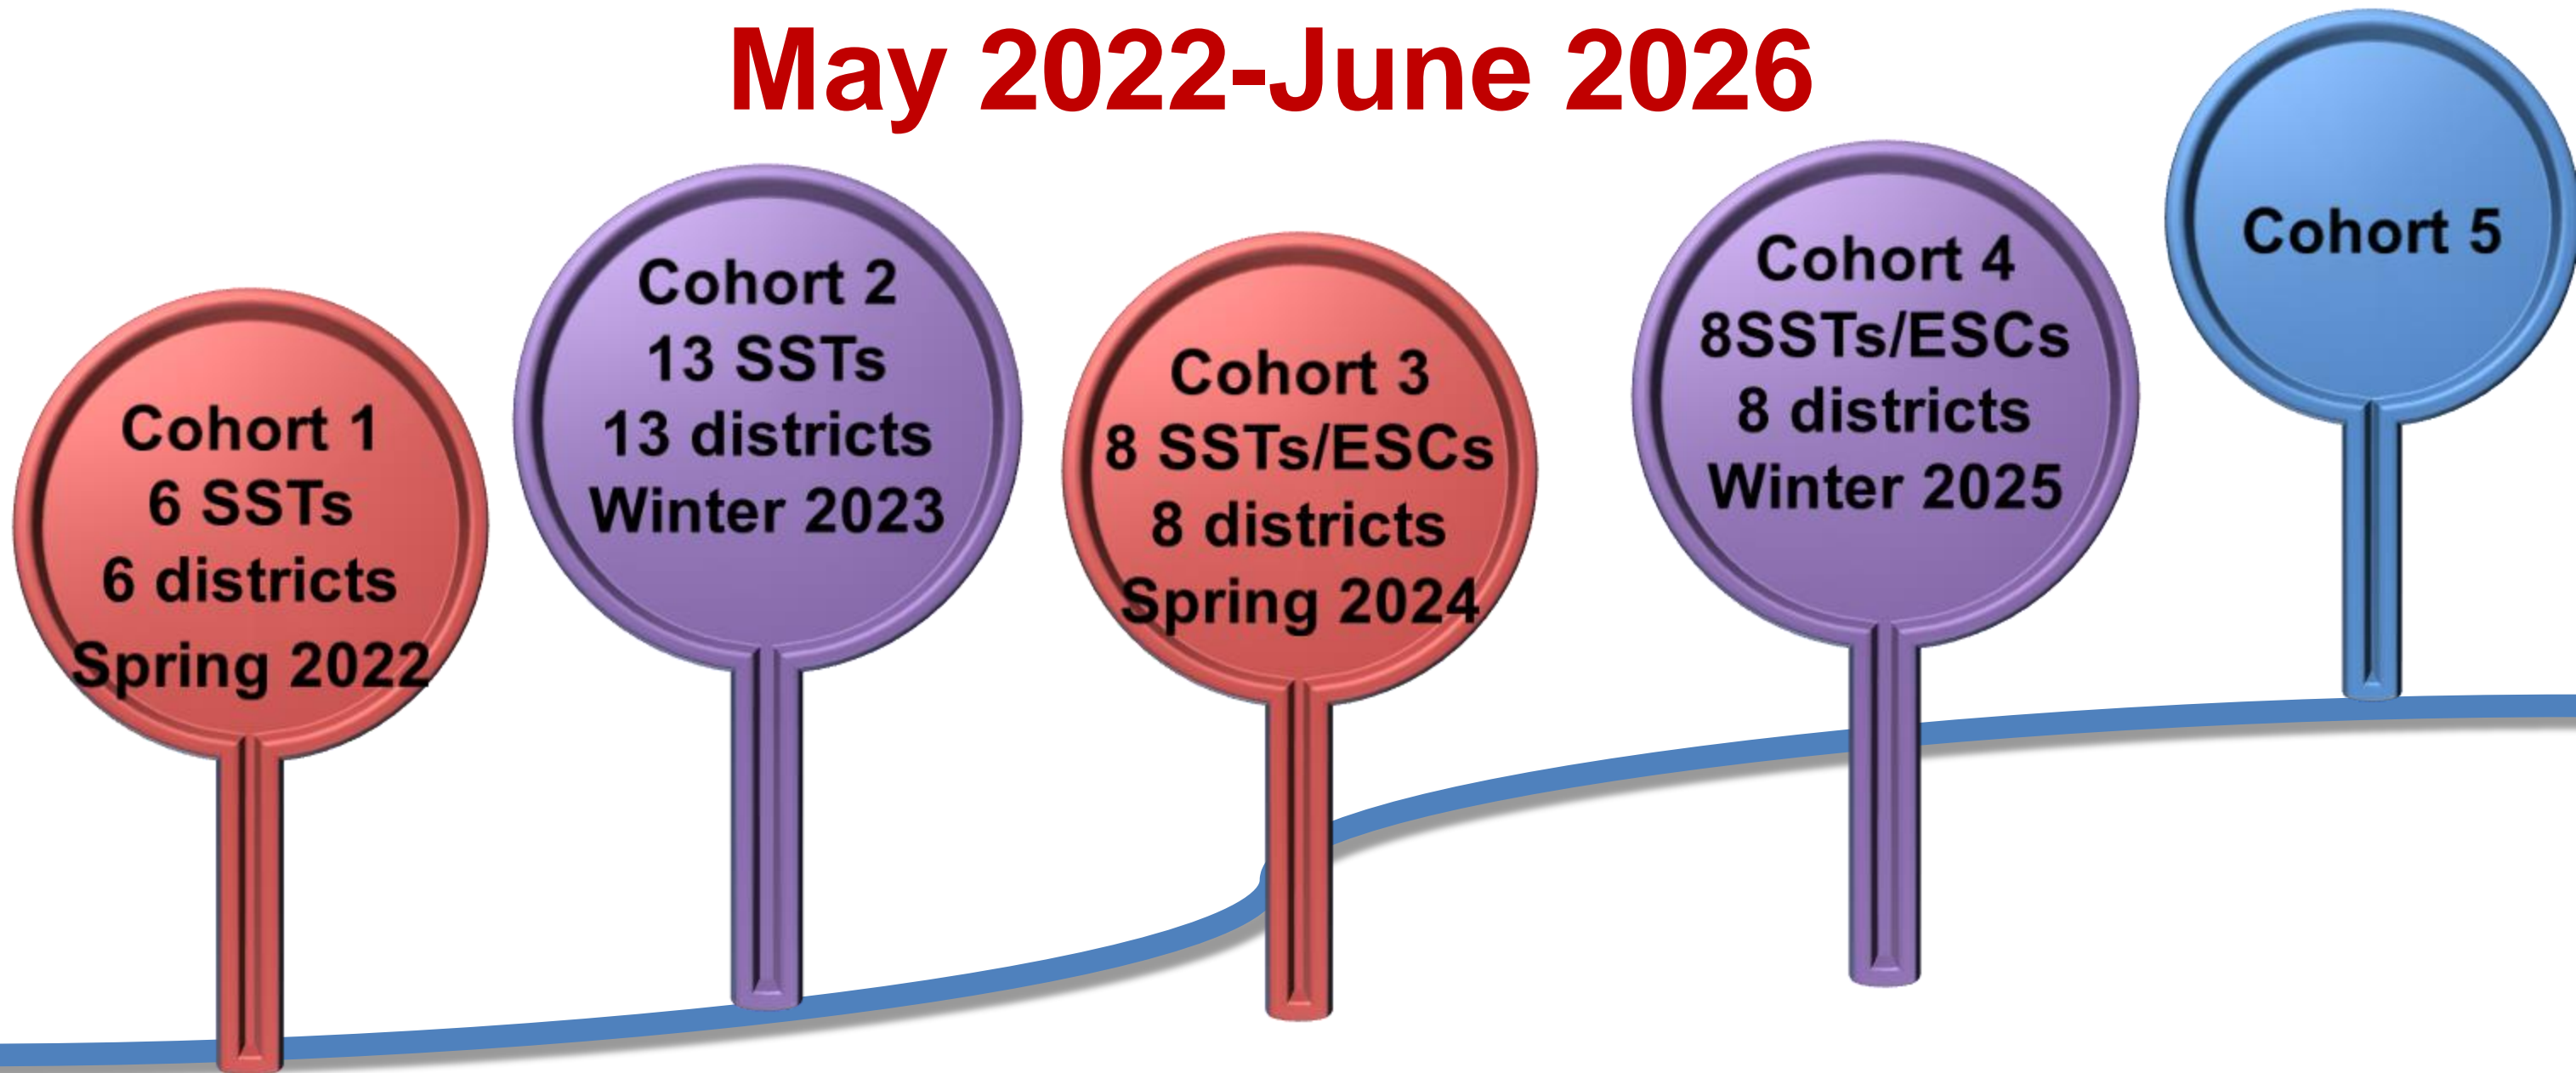 May 2022-June 2026
Cohort 1
6 SSTs
6 districts
Spring 2022
Cohort 2
13 SSTs
13 districts
Winter 2023
Cohort 3
8 SSTs/ESCs
8 districts
Spring 2024
Cohort 4
8SSTs/ESCs
8 districts
Winter 2025
Cohort 5